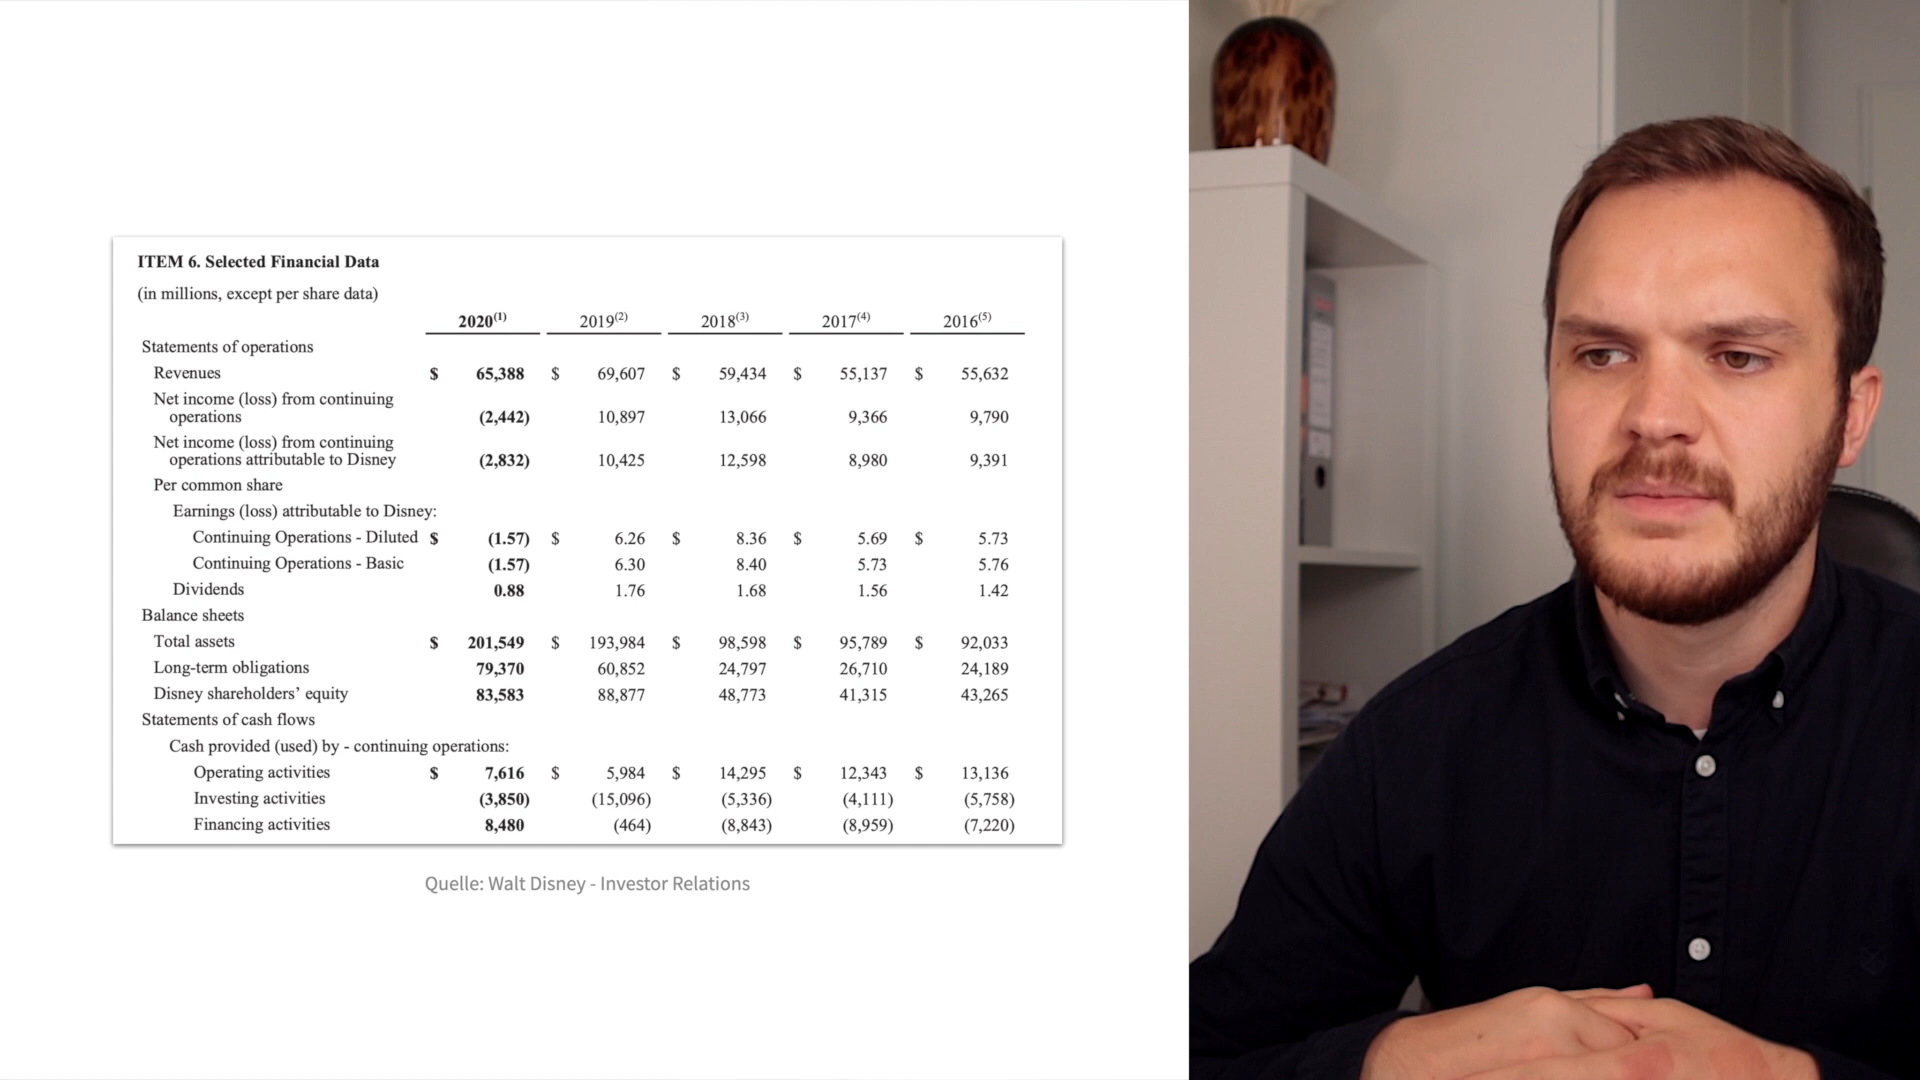 ITEM 6. Selected Financial Data
(in millions, except per share data)
2020(1) 2019(2) 2018(3) 2017(4) 2016(5)
Statements of operations
Revenues $ 65,388 $ 69,607 $ 59,434 $ 55,137 $ 55,632
Net income (loss) from continuing
operations (2,442) 10,897 13,066 9,366 9,790
Net income (loss) from continuing
operations attributable to Disney (2,832) 10,425 12,598 8,980 9,391
Per common share
Earnings (loss) attributable to Disney:
Continuing Operations - Diluted $ (1.57) $ 6.26 $ 8.36 $ 5.69 $ 5.73
Continuing Operations - Basic (1.57) 6.30 8.40 5.73 5.76
Dividends 0.88 1.76 1.68 1.56 1.42
Balance sheets
Total assets $ 201,549 $ 193,984 $ 98,598 $ 95,789 $ 92,033
Long-term obligations 79,370 60,852 24,797 26,710 24,189
Disney shareholders’ equity 83,583 88,877 48,773 41,315 43,265
Statements of cash flows
Cash provided (used) by - continuing operations:
Operating activities $ 7,616 $ 5,984 $ 14,295 $ 12,343 $ 13,136
Investing activities (3,850) (15,096) (5,336) (4,111) (5,758)
Financing activities 8,480 (464) (8,843) (8,959) (7,220)
Quelle: Walt Disney - Investor Relations